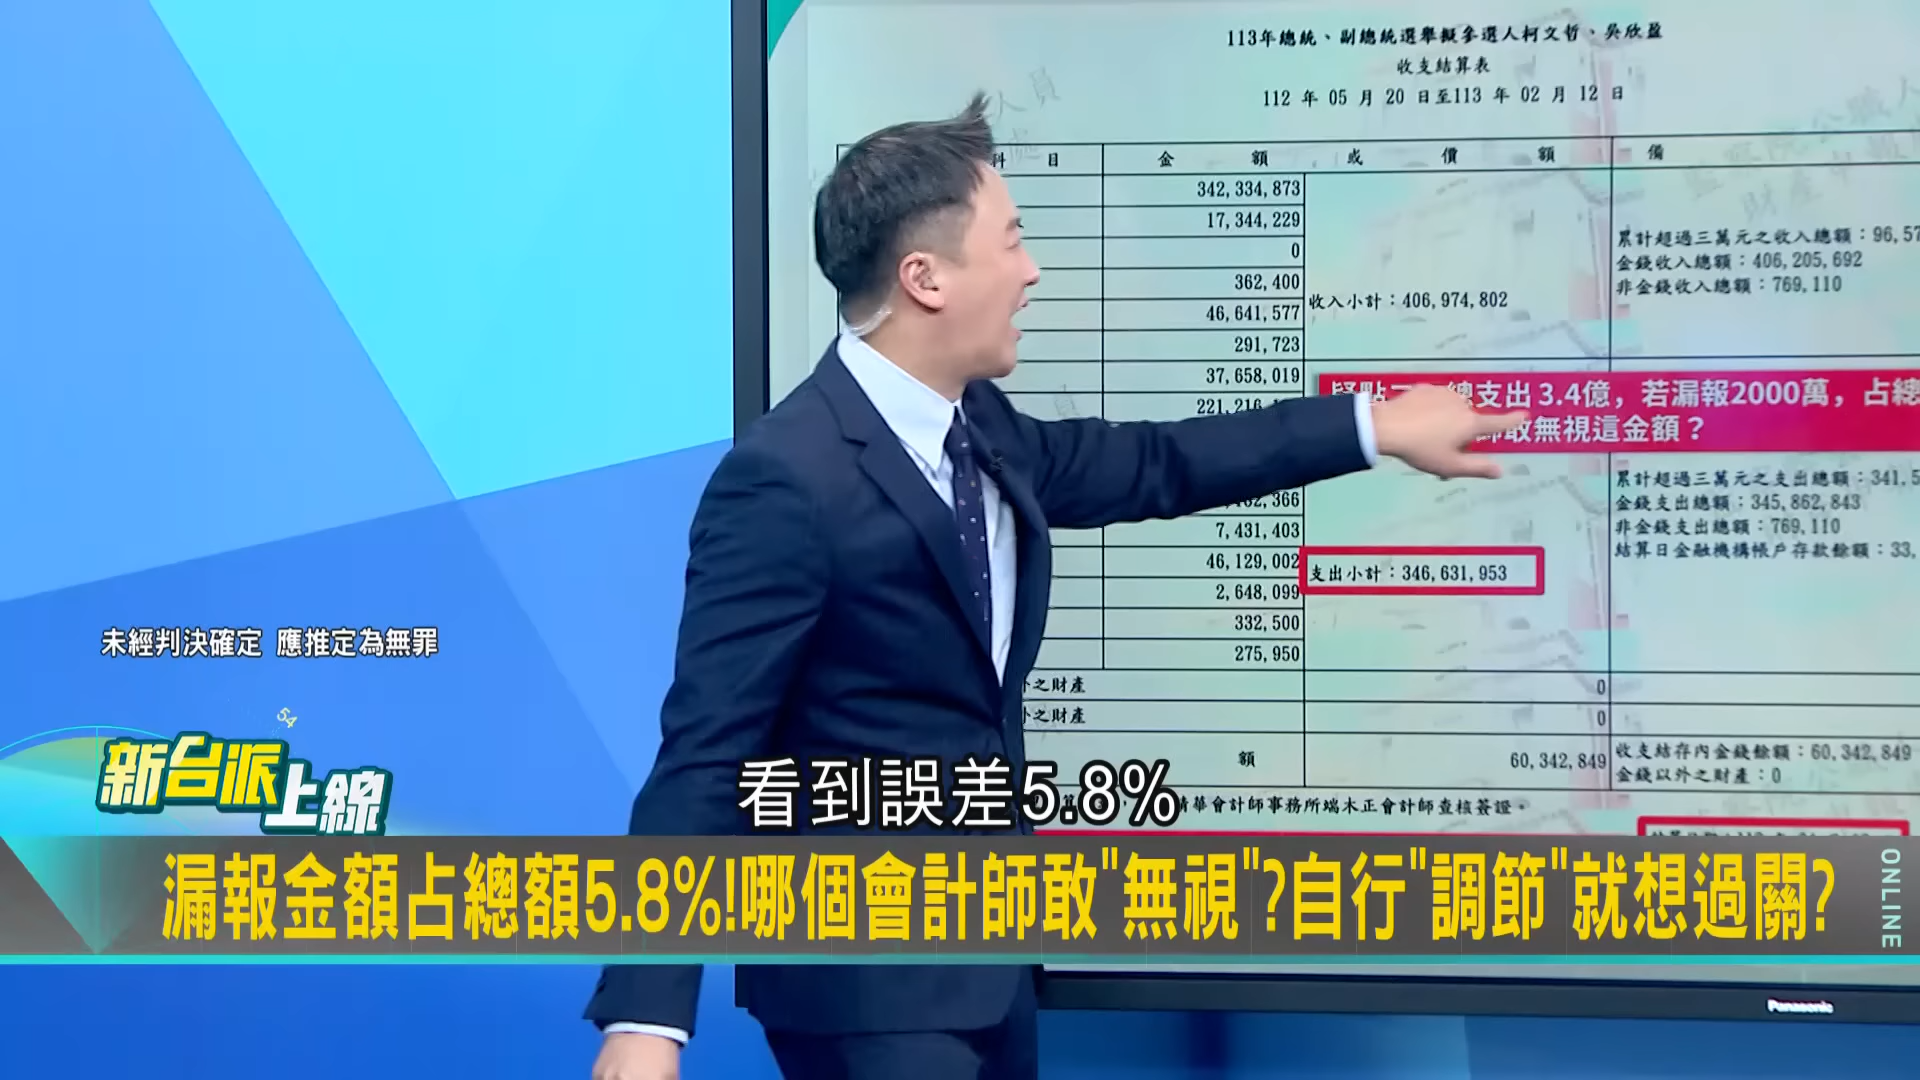 113年總統、副總統選舉擬參選人柯文哲、吳欣盈
收支結算表
112 年 05 月 20 日至113 年 02 月 12 日
科 目 金 額 或 價 額 備
342,334,873
17,344,229
0
362,400
46,641,577
291,723
37,658,019
221,216,
366
7,431,403
46,129,002
2,648,099
332,500
275,950
收入小計：406,974,802
累計超過三萬元之收入總額：96,57
金錢收入總額：406,205,692
非金錢收入總額：769,110
總支出3.4億，若漏報2000萬，占總
師敢無視這金額？
累計超過三萬元之支出總額：341,5
金錢支出總額：345,862,843
非金錢支出總額：769,110
結算日金融機構帳戶存款餘額：33,
支出小計：346,631,953
外之財產 0
外之財產 0
額 60,342,849
收支結存內金錢餘額：60,342,849
金錢以外之財產：0
會計師事務所端木正會計師查核簽證。
未經判決確定 應推定為無罪
54
新台派上線
看到誤差5.8%
漏報金額占總額5.8%!哪個會計師敢"無視"?自行"調節"就想過關?
ONLINE
Panasonic